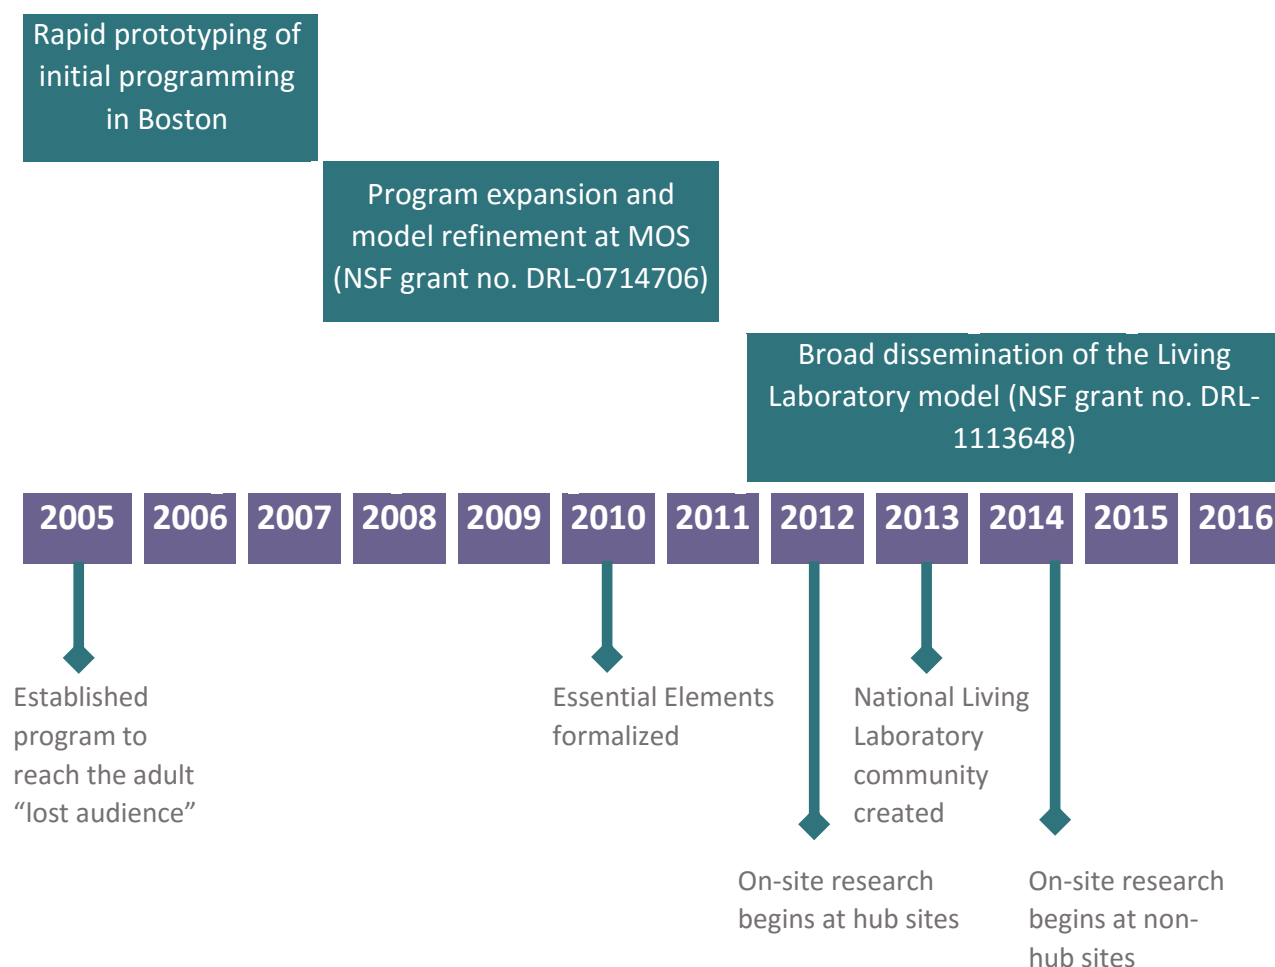 Rapid prototyping of
initial programming
in Boston
Program expansion and
model refinement at MOS
(NSF grant no. DRL-0714706)
Broad dissemination of the Living
Laboratory model (NSF grant no. DRL-
1113648)
2005 2006 2007 2008 2009 2010 2011 2012 2013 2014 2015 2016
Established
program to
reach the adult
“lost audience”
Essential Elements
formalized
National Living
Laboratory
community
created
On-site research
begins at hub sites
On-site research
begins at non-
hub sites